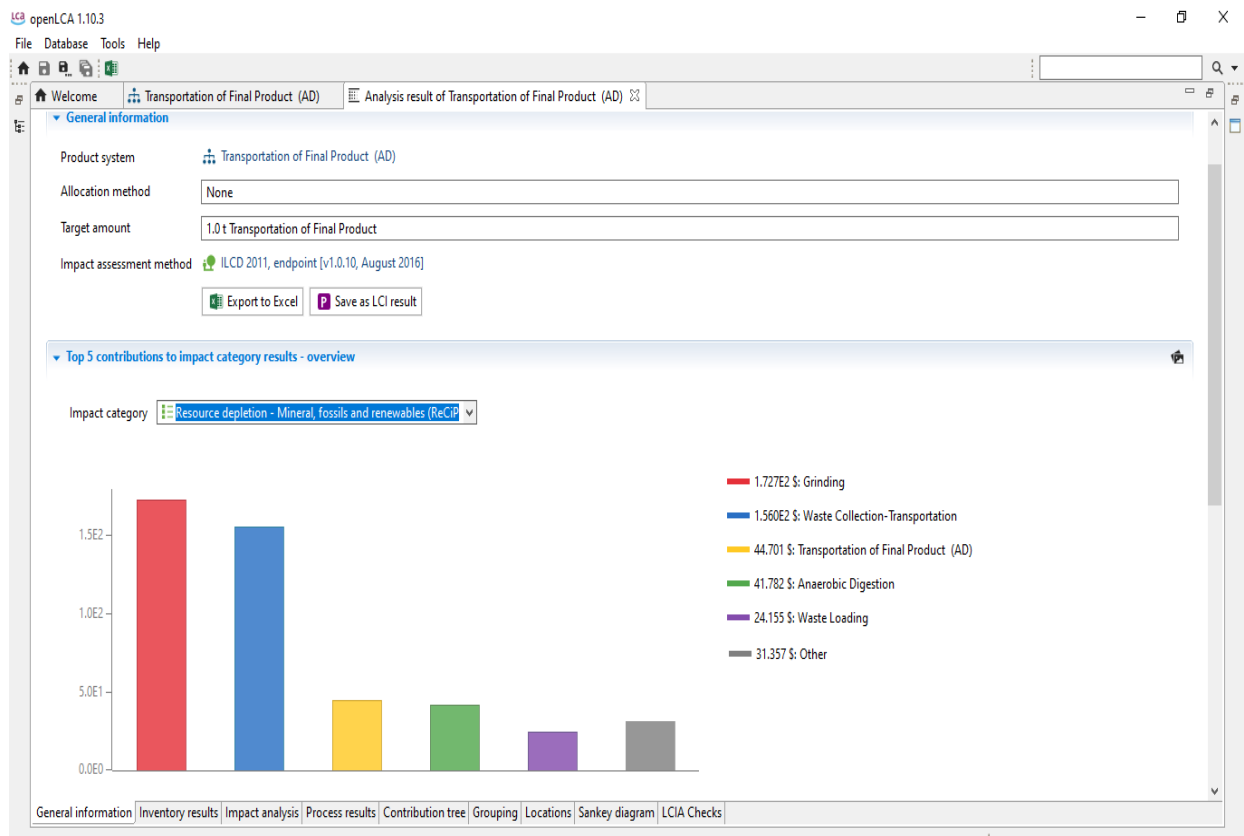 LCA openLCA 1.10.3
File Database Tools Help
Welcome Transportation of Final Product (AD) Analysis result of Transportation of Final Product (AD)
General information
Product system Transportation of Final Product (AD)
Allocation method None
Target amount 1.0 t Transportation of Final Product
Impact assessment method ILCD 2011, endpoint [v1.0.10, August 2016]
Export to Excel P Save as LCI result
Top 5 contributions to impact category results - overview
Impact category Resource depletion - Mineral, fossils and renewables (ReCiP
1.727E2 $: Grinding
1.560E2 $: Waste Collection-Transportation
44.701 $: Transportation of Final Product (AD)
41.782 $: Anaerobic Digestion
24.155 $: Waste Loading
31.357 $: Other
1.5E2
1.0E2
5.0E1
0.0E0
General information Inventory results Impact analysis Process results Contribution tree Grouping Locations Sankey diagram LCIA Checks